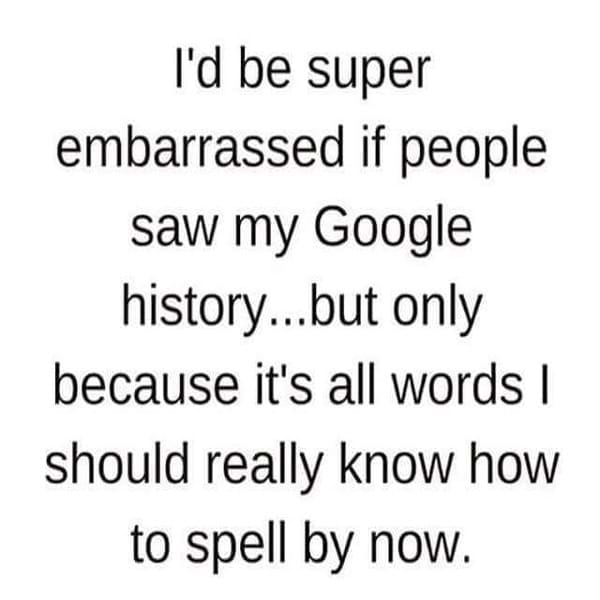 I'd be super
embarrassed if people
saw my Google
history...but only
because it's all words I
should really know how
to spell by now.